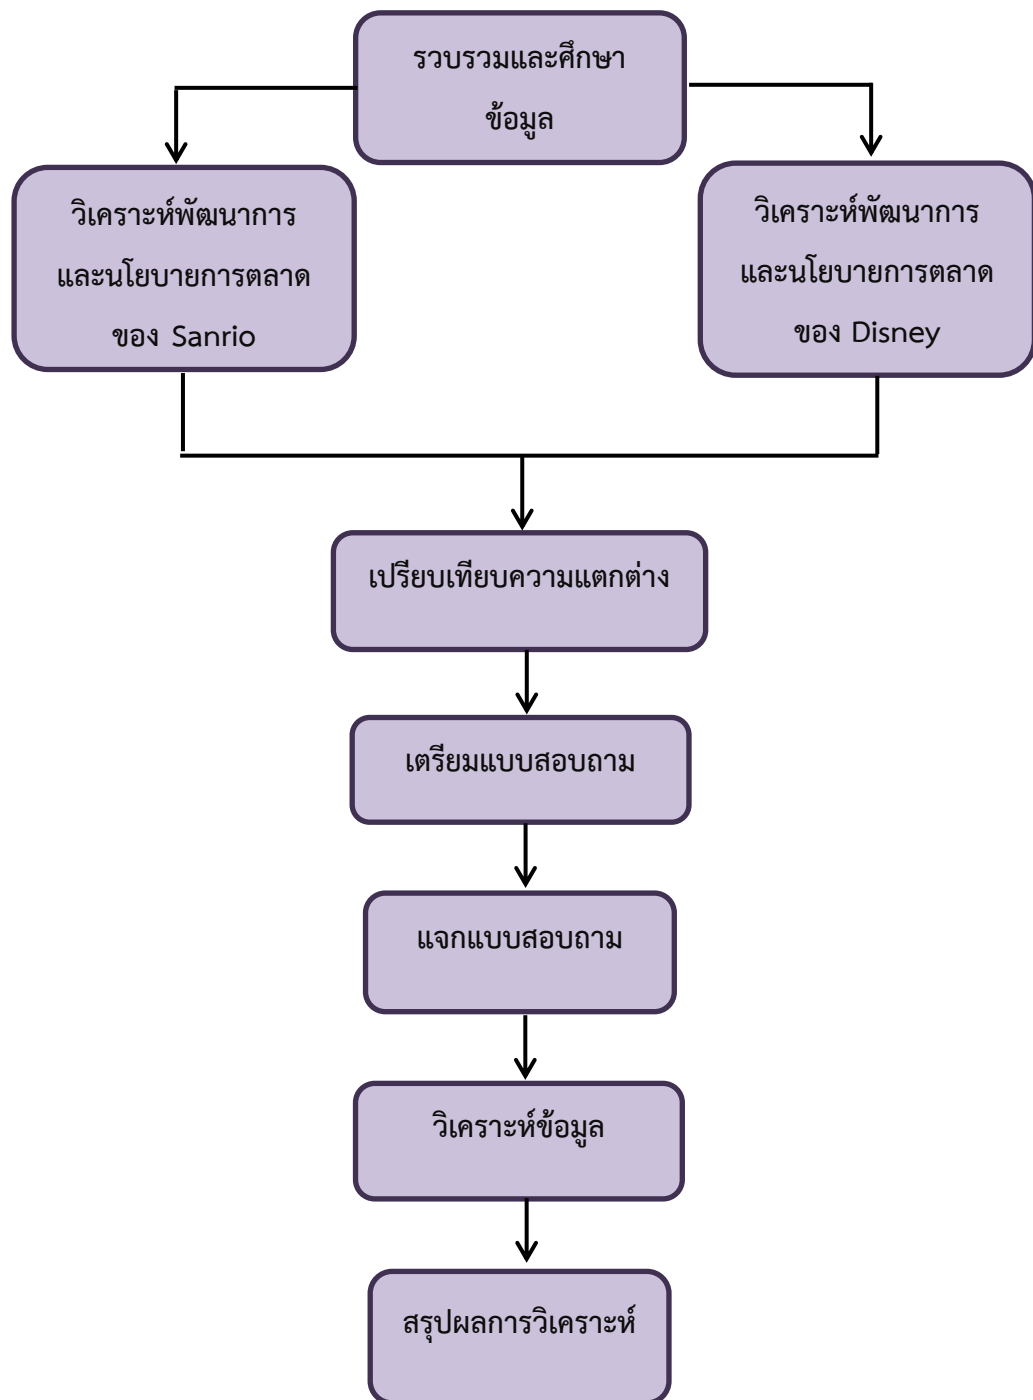 รวบรวมและศึกษา
ข้อมูล
วิเคราะห์พัฒนาการ
และนโยบายการตลาด
ของ Sanrio
วิเคราะห์พัฒนาการ
และนโยบายการตลาด
ของ Disney
เปรียบเทียบความแตกต่าง
เตรียมแบบสอบถาม
แจกแบบสอบถาม
วิเคราะห์ข้อมูล
สรุปผลการวิเคราะห์